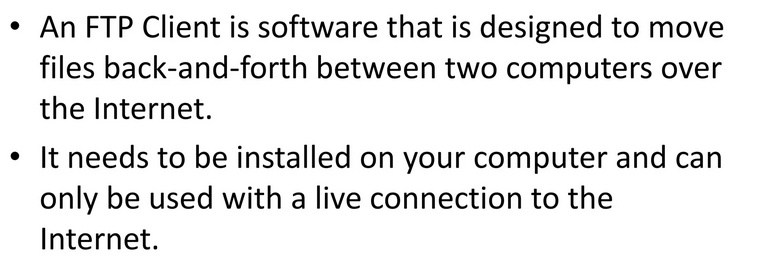 • An FTP Client is software that is designed to move
files back-and-forth between two computers over
the Internet.
• It needs to be installed on your computer and can
only be used with a live connection to the
Internet.